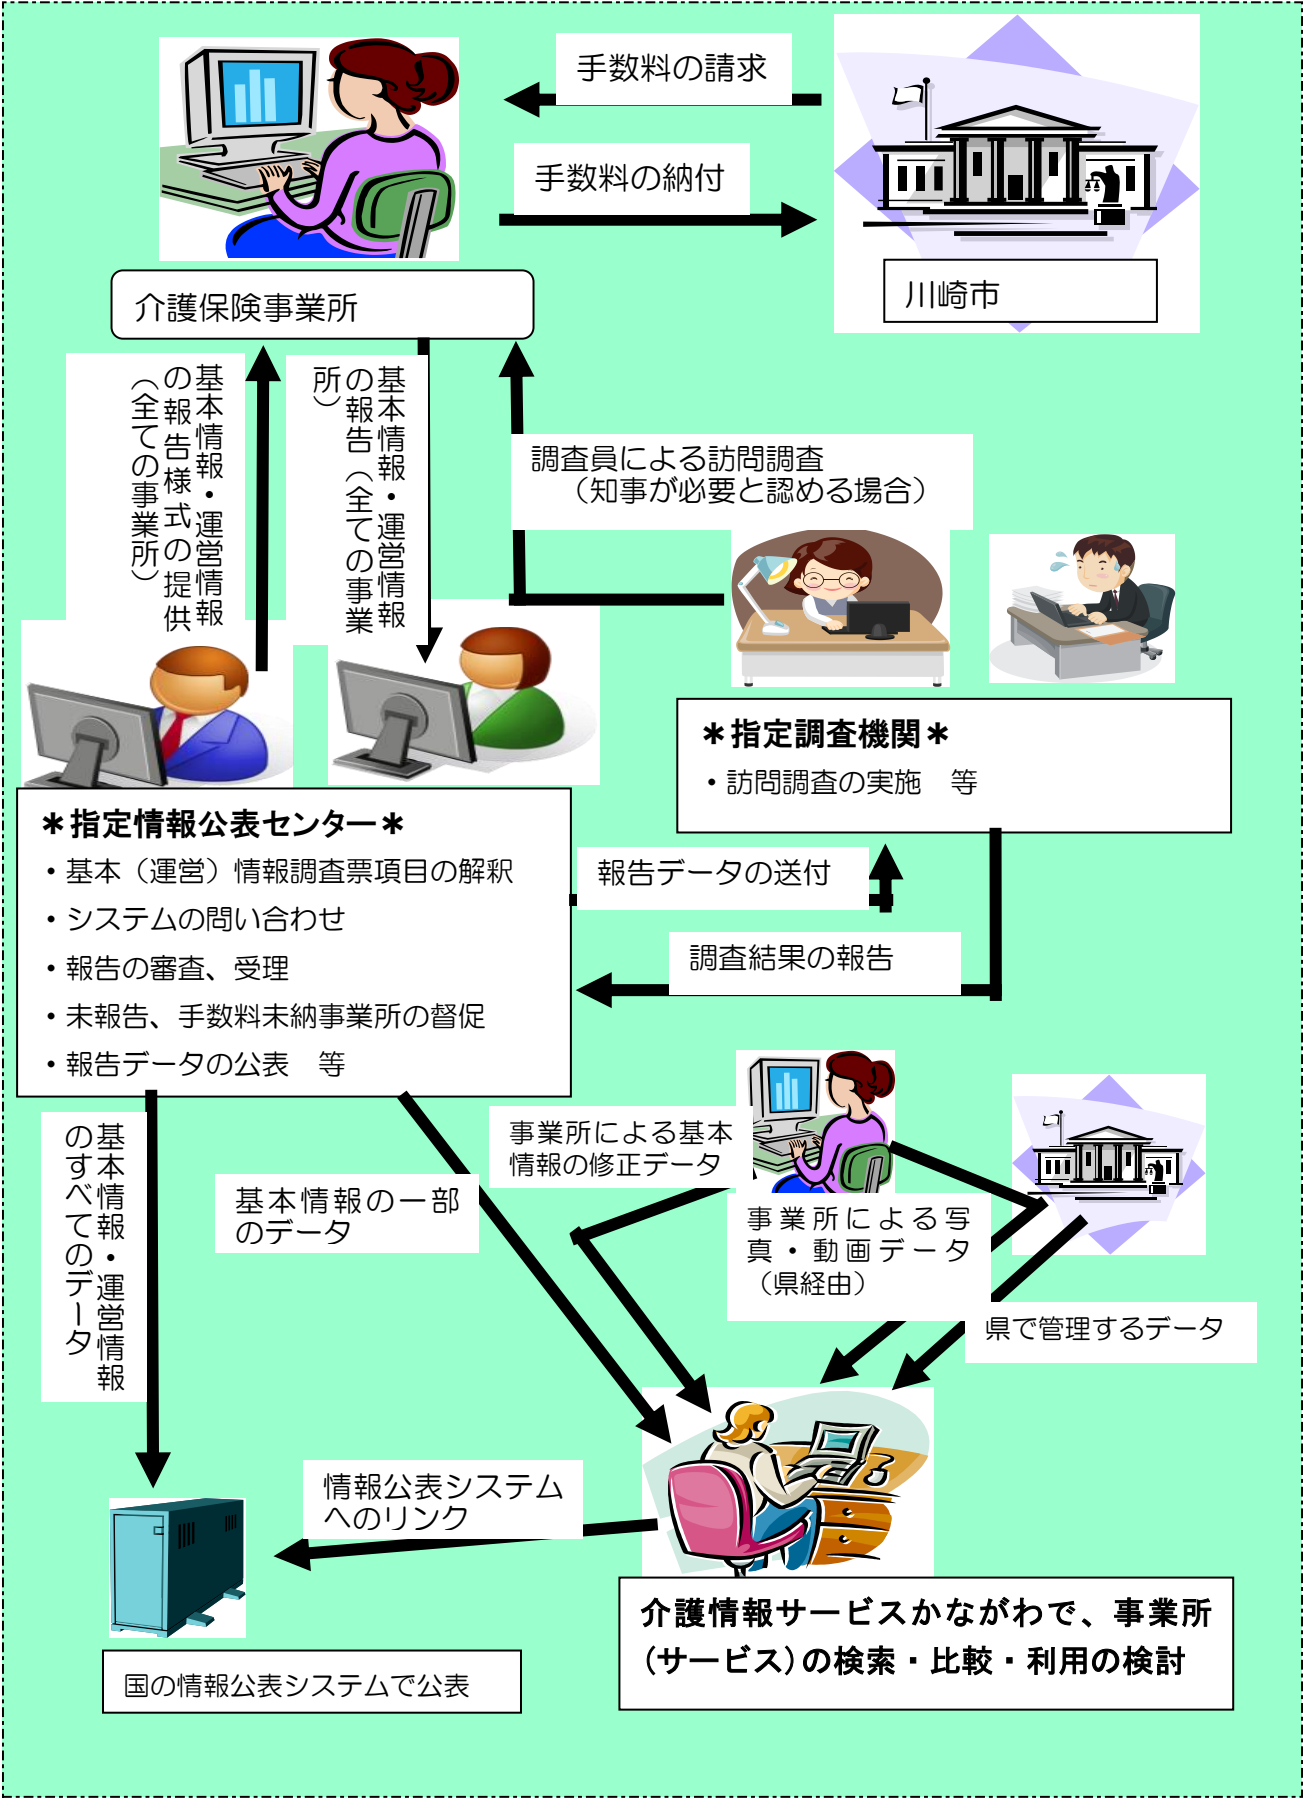 手数料の請求
手数料の納付
介護保険事業所
川崎市
基本情報・運営情報
の報告様式の提供
（全ての事業所）
基本情報・運営情報
の報告（全ての事業
所）
調査員による訪問調査
（知事が必要と認める場合）
＊指定調査機関＊
・訪問調査の実施　等
＊指定情報公表センター＊
・基本（運営）情報調査票項目の解釈
・システムの問い合わせ
・報告の審査、受理
・未報告、手数料未納事業所の督促
・報告データの公表　等
報告データの送付
調査結果の報告
基本情報・運営情報
のすべてのデータ
基本情報の一部
のデータ
事業所による基本
情報の修正データ
事業所による写
真・動画データ
（県経由）
県で管理するデータ
情報公表システム
へのリンク
国の情報公表システムで公表
介護情報サービスかながわで、事業所
（サービス）の検索・比較・利用の検討